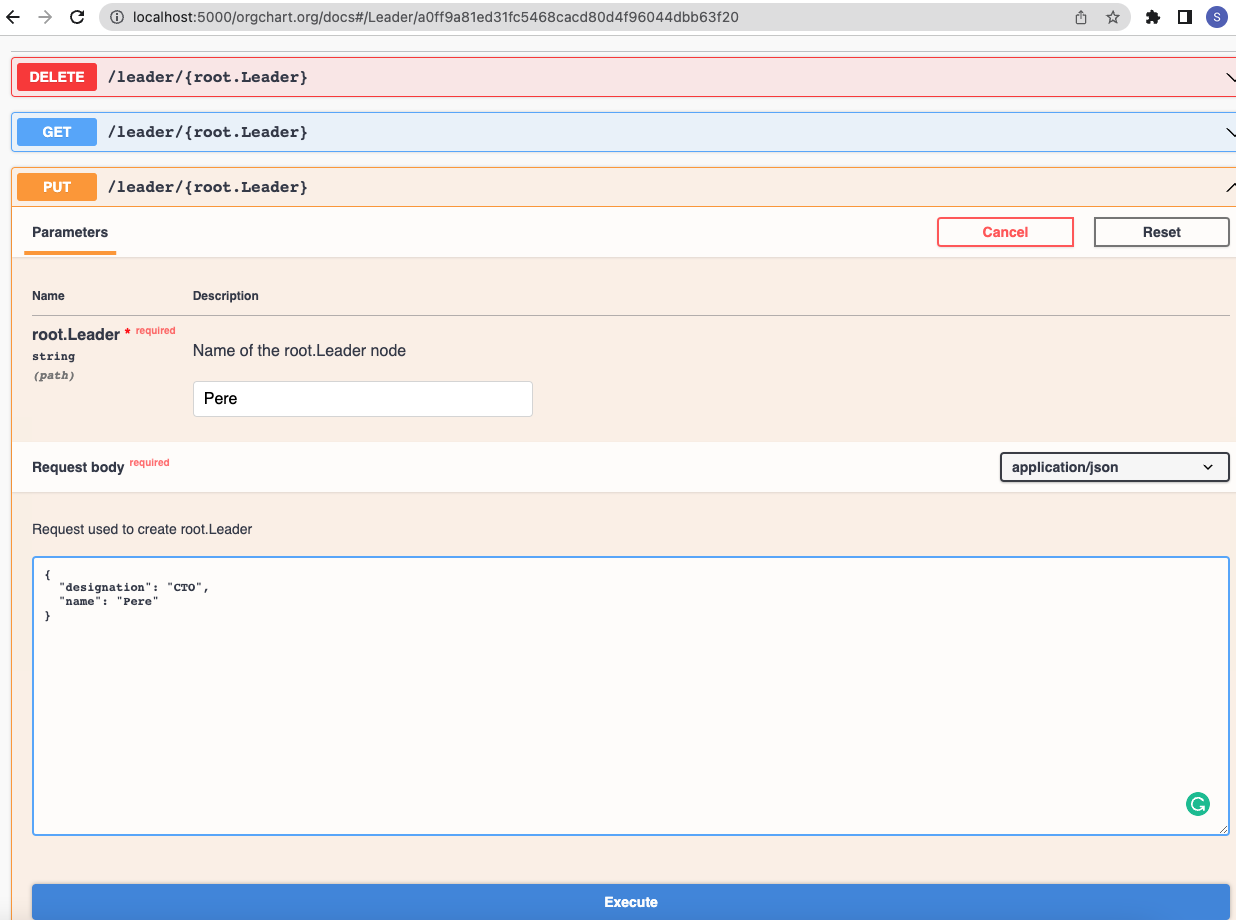 localhost:5000/orgchart.org/docs#/Leader/a0ff9a81ed31fc5468cacd80d4f96044dbb63f20
S
DELETE /leader/{root.Leader}
GET /leader/{root.Leader}
PUT /leader/{root.Leader}
Parameters Cancel Reset
Name Description
root.Leader * required
string
(path)
Name of the root.Leader node
Pere
Request body required application/json
Request used to create root.Leader
{
"designation": "CTO",
"name": "Pere"
}
Execute